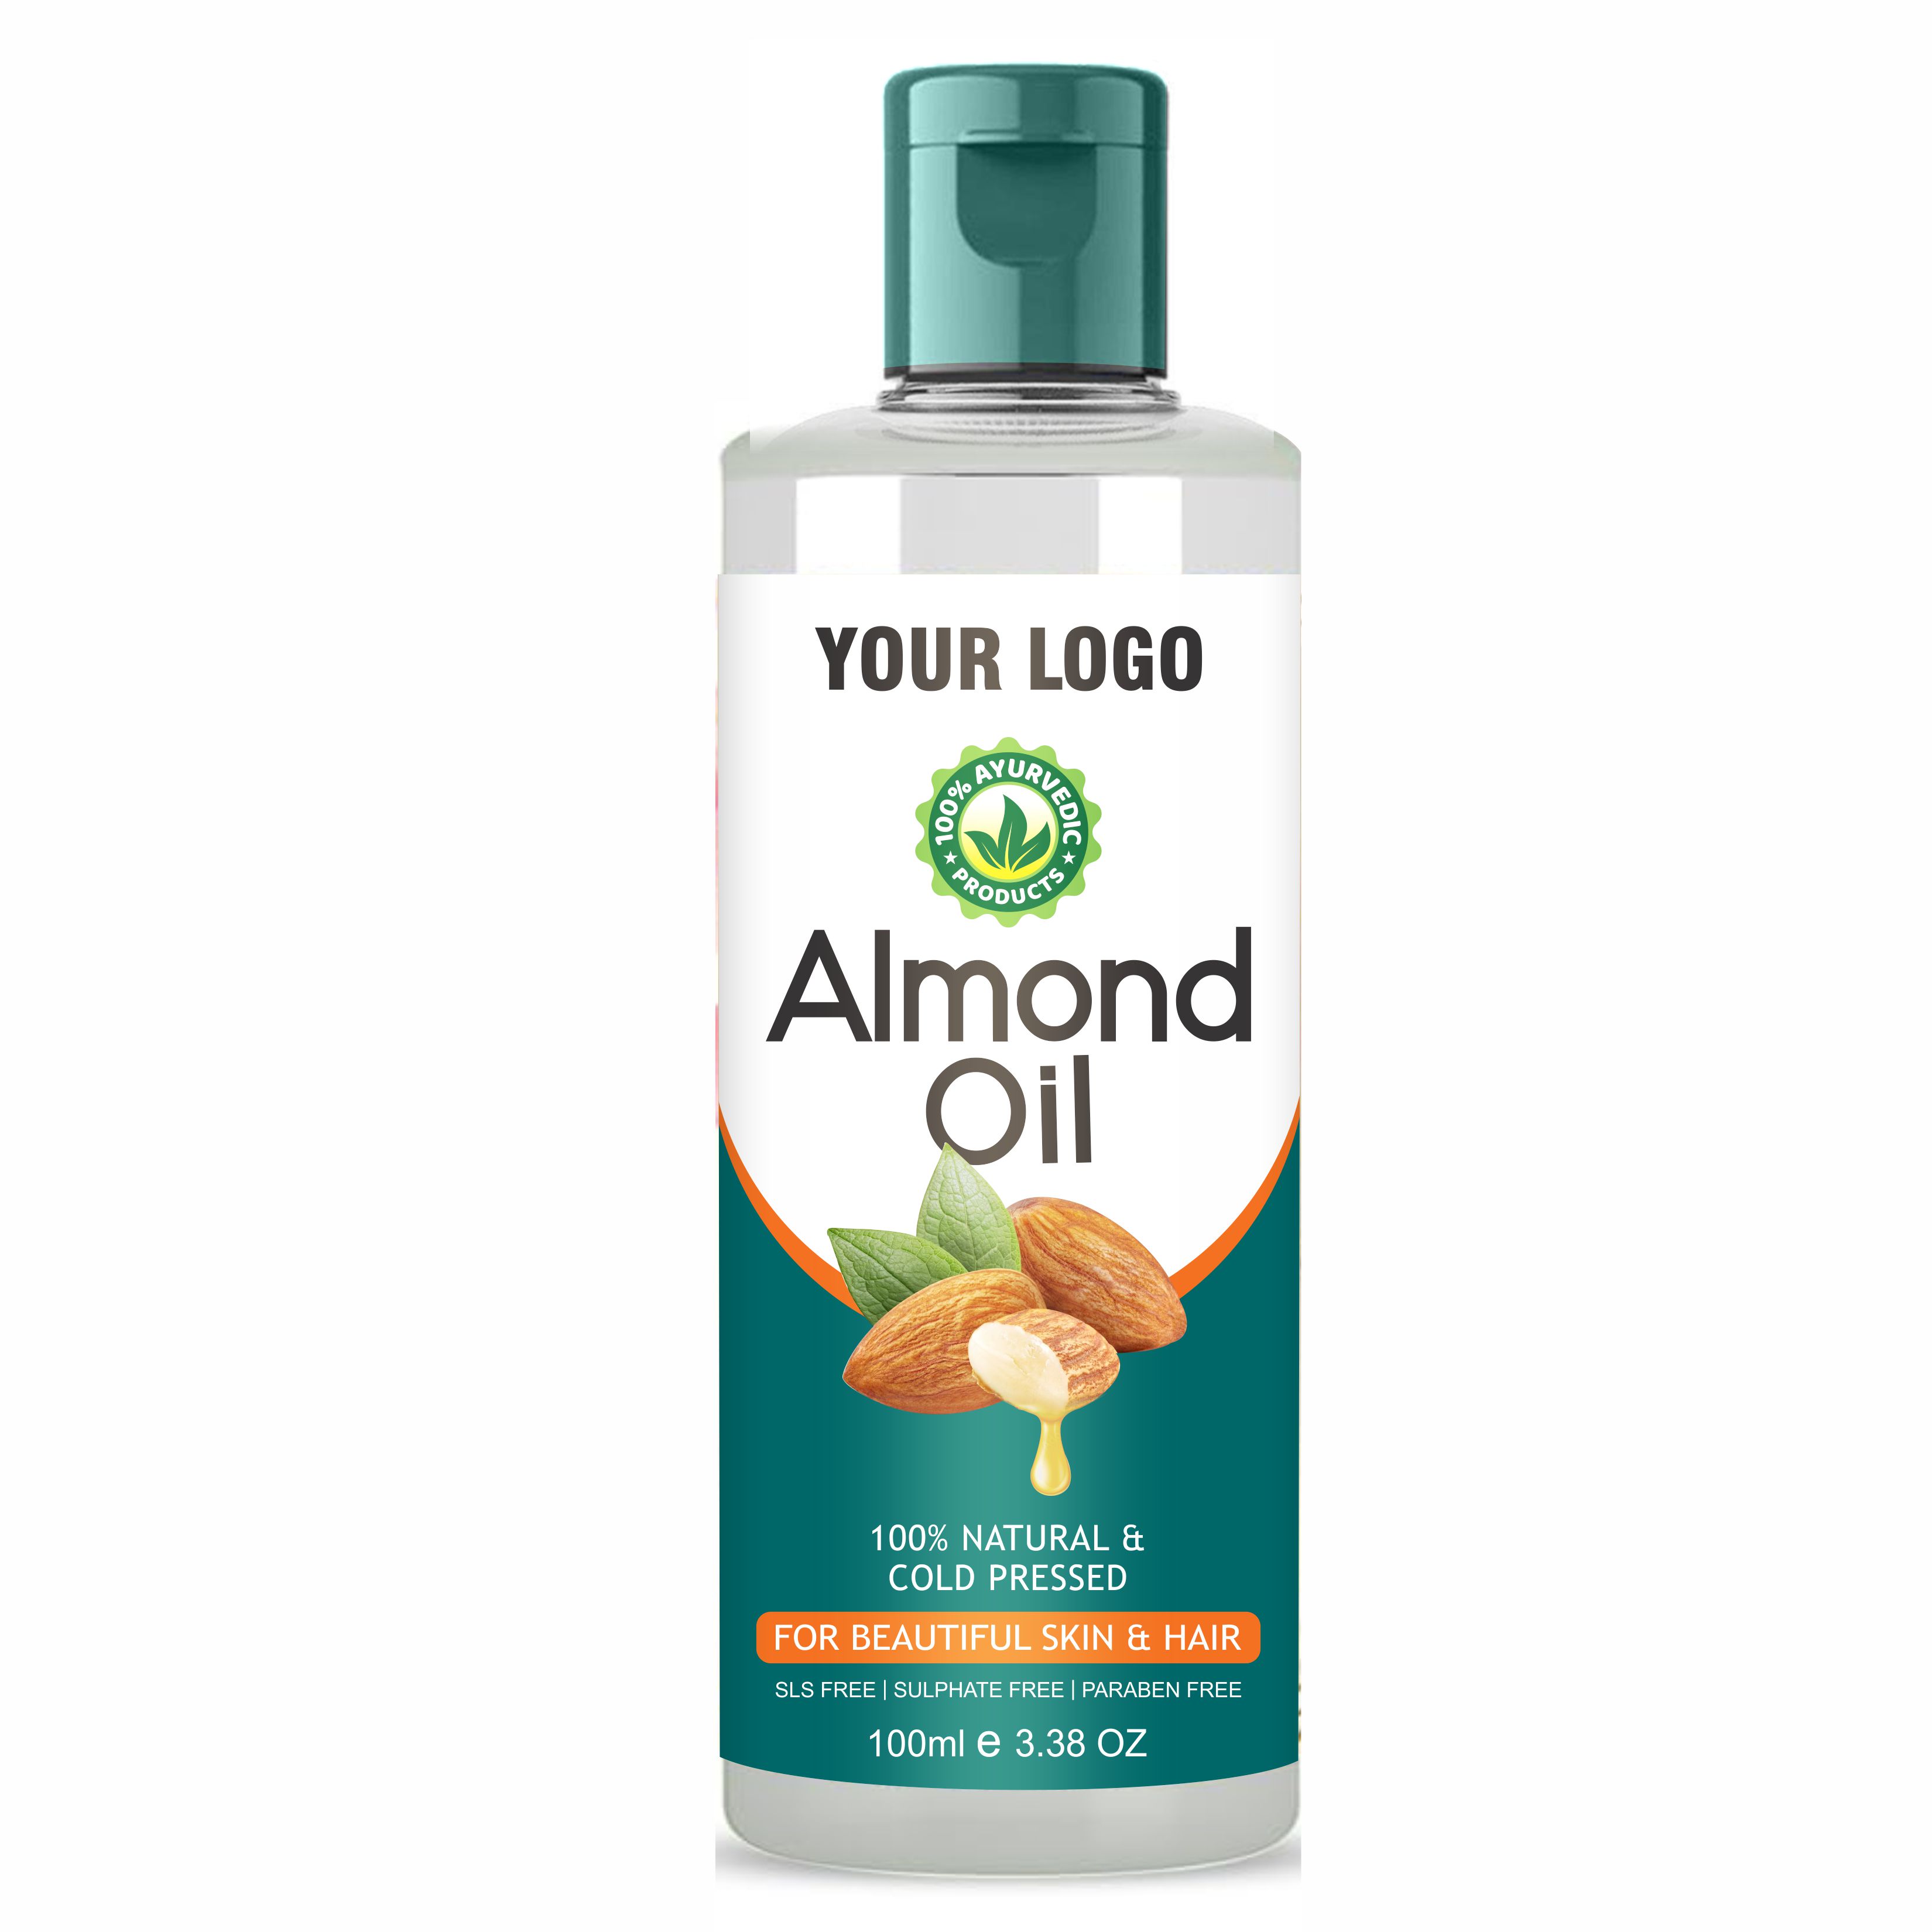 YOUR LOGO
100% AYURVEDIC
★ PRODUCTS ★
Almond
Oil
100% NATURAL &
COLD PRESSED
FOR BEAUTIFUL SKIN & HAIR
SLS FREE | SULPHATE FREE | PARABEN FREE
100ml e 3.38 OZ